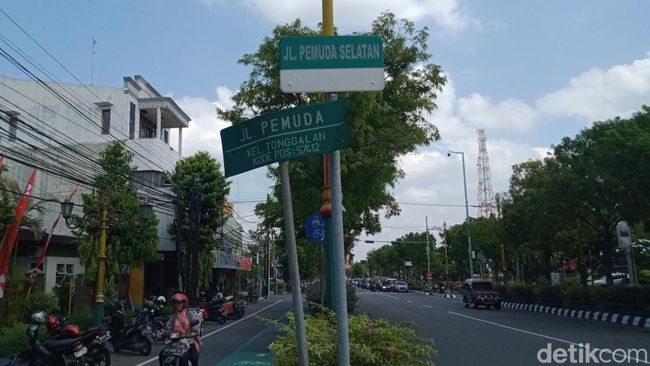 JL. PEMUDA SELATAN
JL. PEMUDA
KEL. TONGGALAN
KODE POS : 57412
detikcom